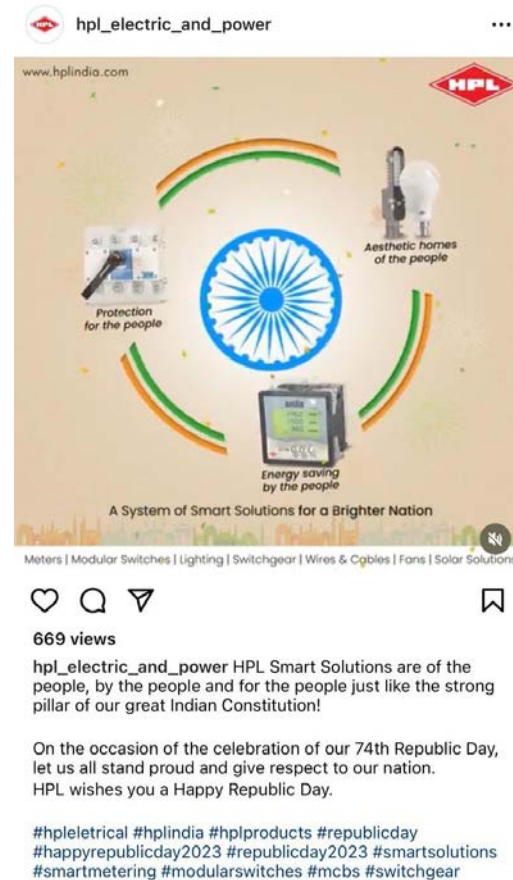 hpl_electric_and_power
www.hplindia.com
HPL
Aesthetic homes
of the people
Protection
for the people
Energy saving
by the people
A System of Smart Solutions for a Brighter Nation
Meters | Modular Switches | Lighting | Switchgear | Wires & Cables | Fans | Solar Solutions
669 views
hpl_electric_and_power HPL Smart Solutions are of the
people, by the people and for the people just like the strong
pillar of our great Indian Constitution!
On the occasion of the celebration of our 74th Republic Day,
let us all stand proud and give respect to our nation.
HPL wishes you a Happy Republic Day.
#hpleletrical #hplindia #hplproducts #republicday
#happyrepublicday2023 #republicday2023 #smartsolutions
#smartmetering #modularswitches #mcbs #switchgear